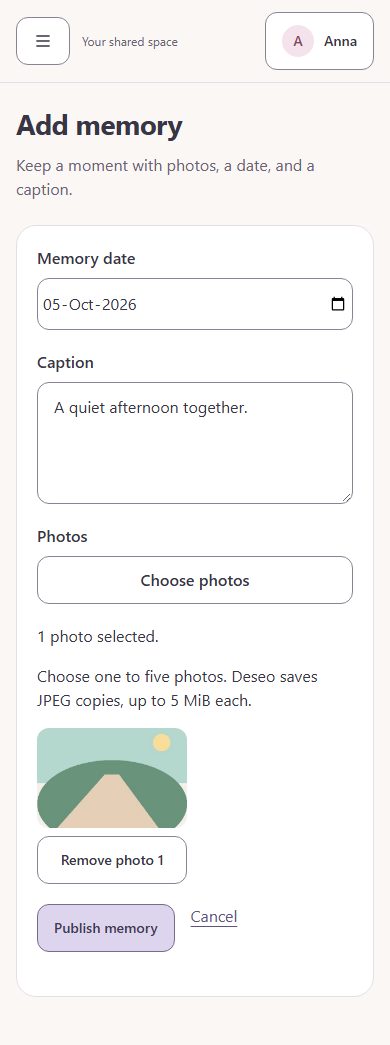 Your shared space
A
Anna
Add memory
Keep a moment with photos, a date, and a
caption.
Memory date
05-Oct-2026
Caption
A quiet afternoon together.
Photos
Choose photos
1 photo selected.
Choose one to five photos. Deseo saves
JPEG copies, up to 5 MiB each.
Remove photo 1
Publish memory
Cancel